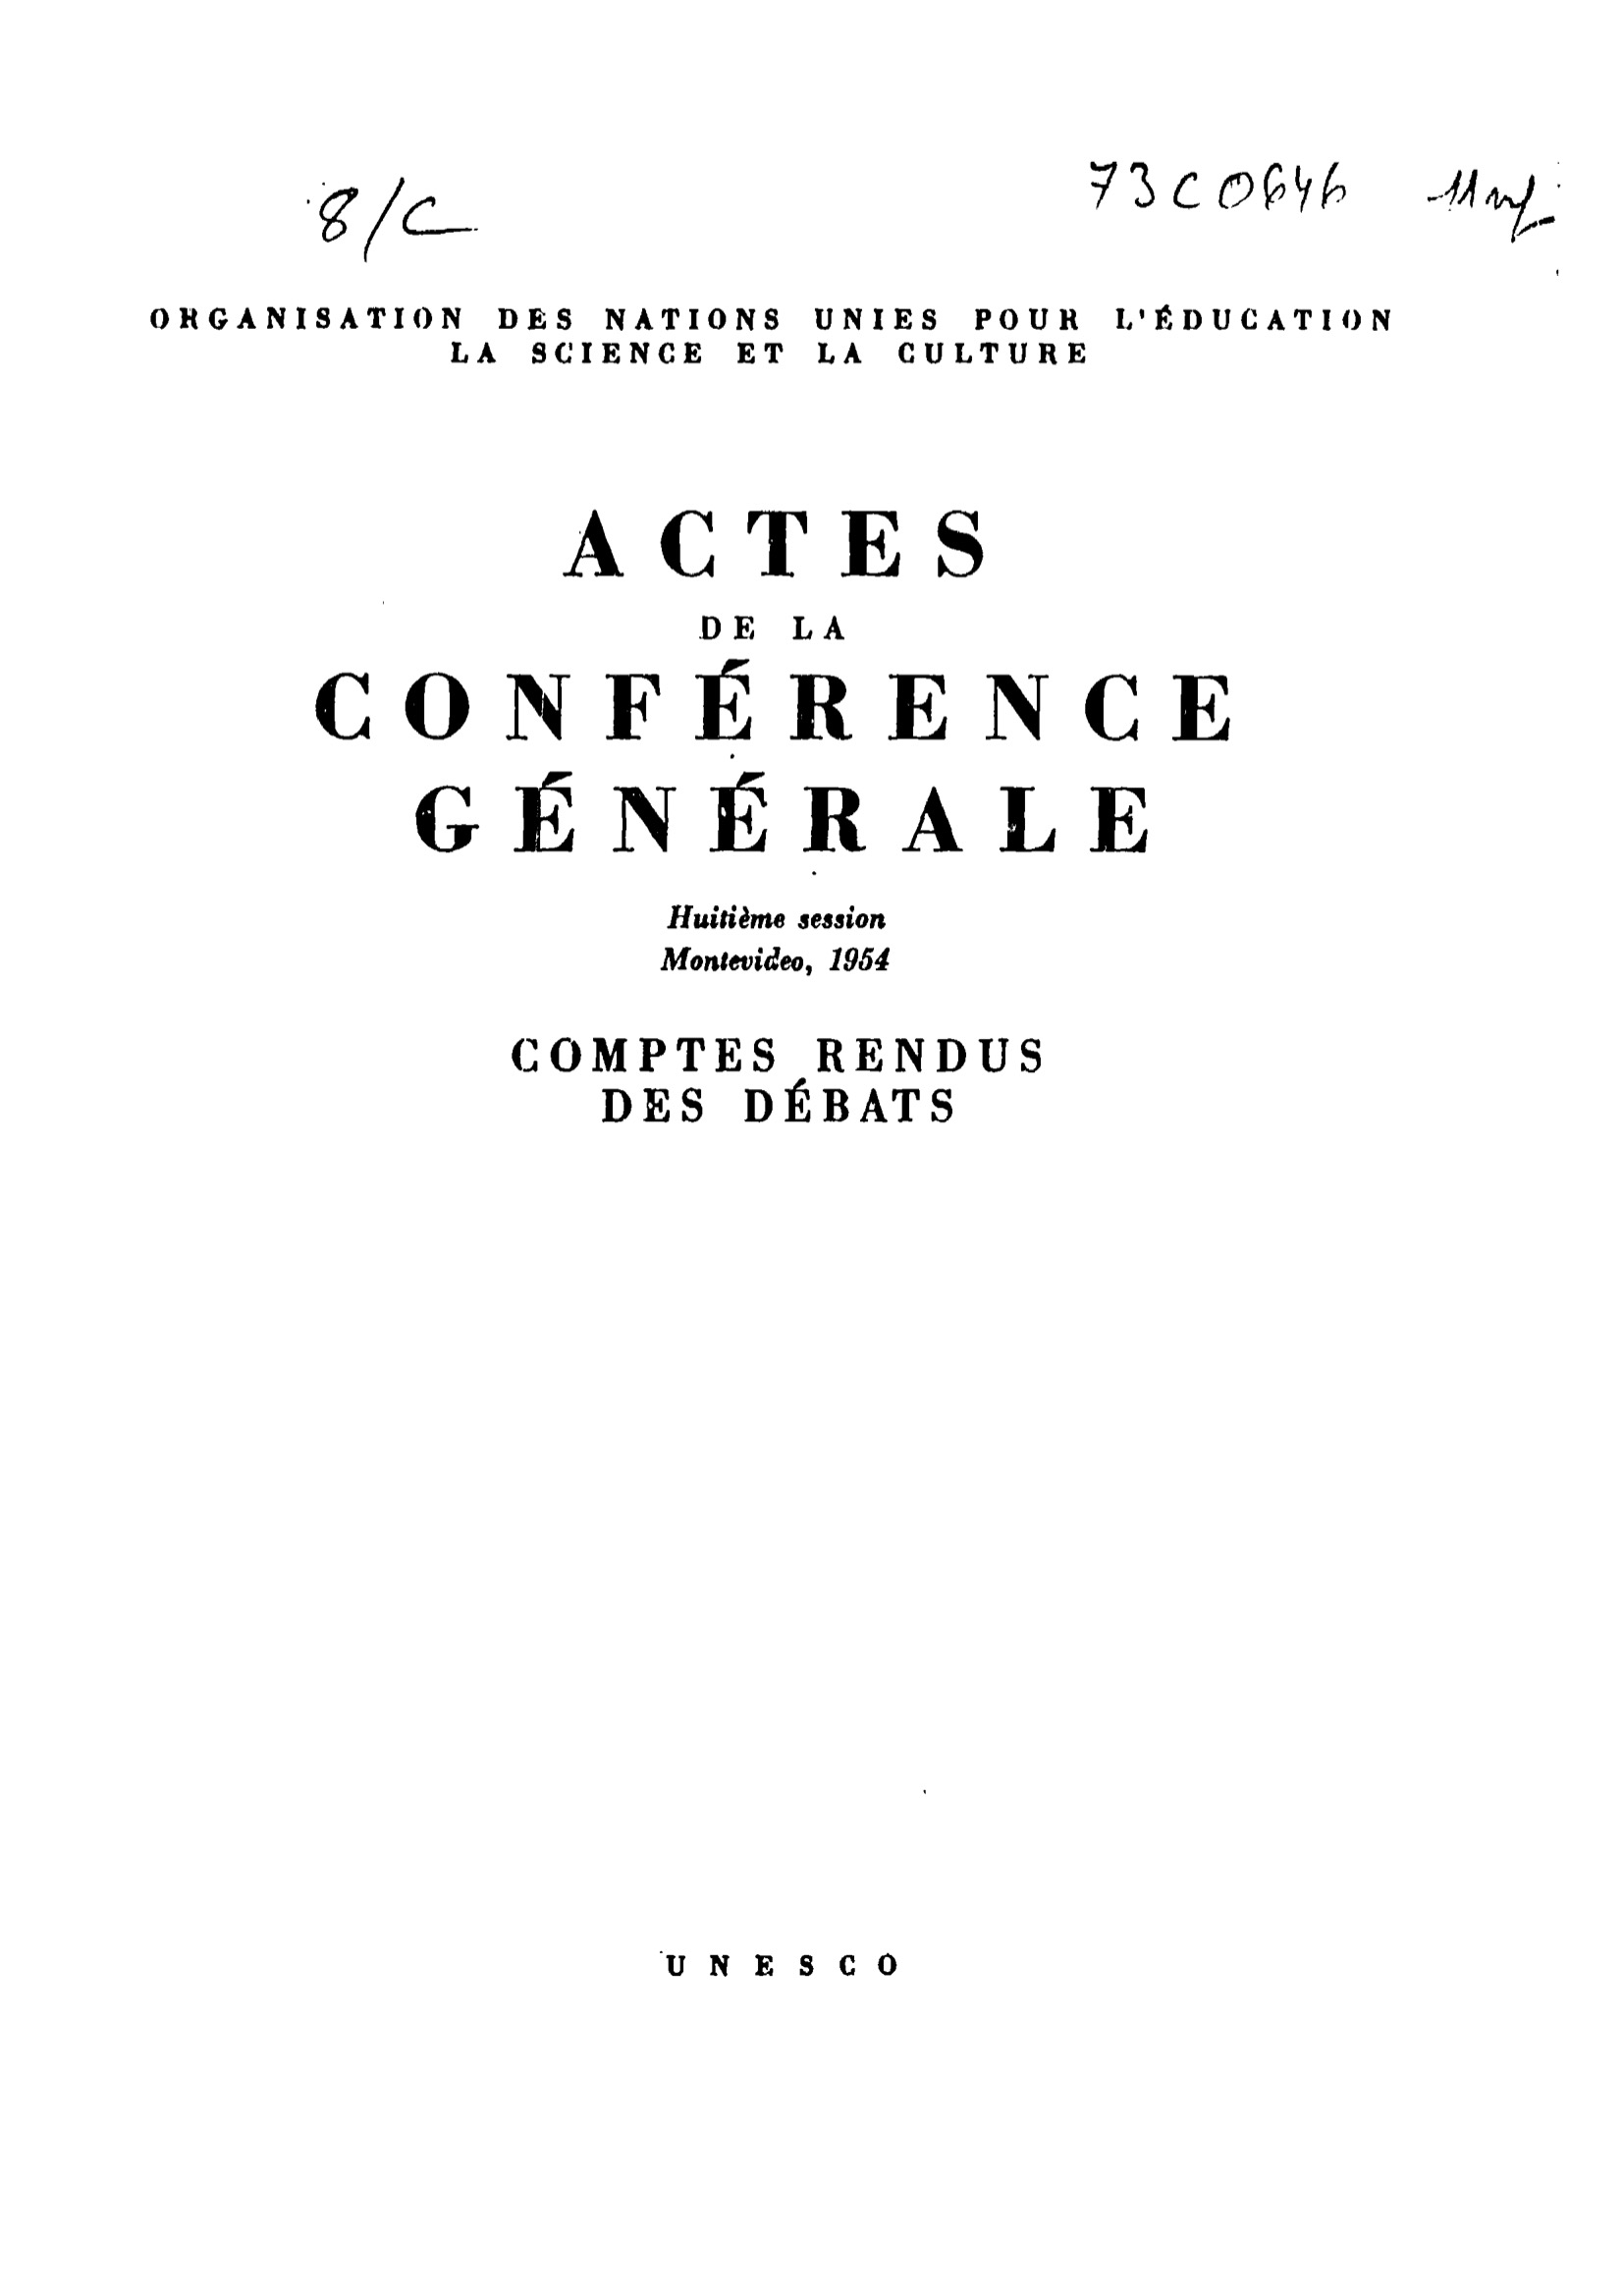 8/C
73C0646
ORGANISATION DES NATIONS UNIES POUR L'ÉDUCATION
LA SCIENCE ET LA CULTURE
ACTES
DE LA
CONFÉRENCE
GÉNÉRALE
Huitième session
Montevideo, 1954
COMPTES RENDUS
DES DÉBATS
UNESCO